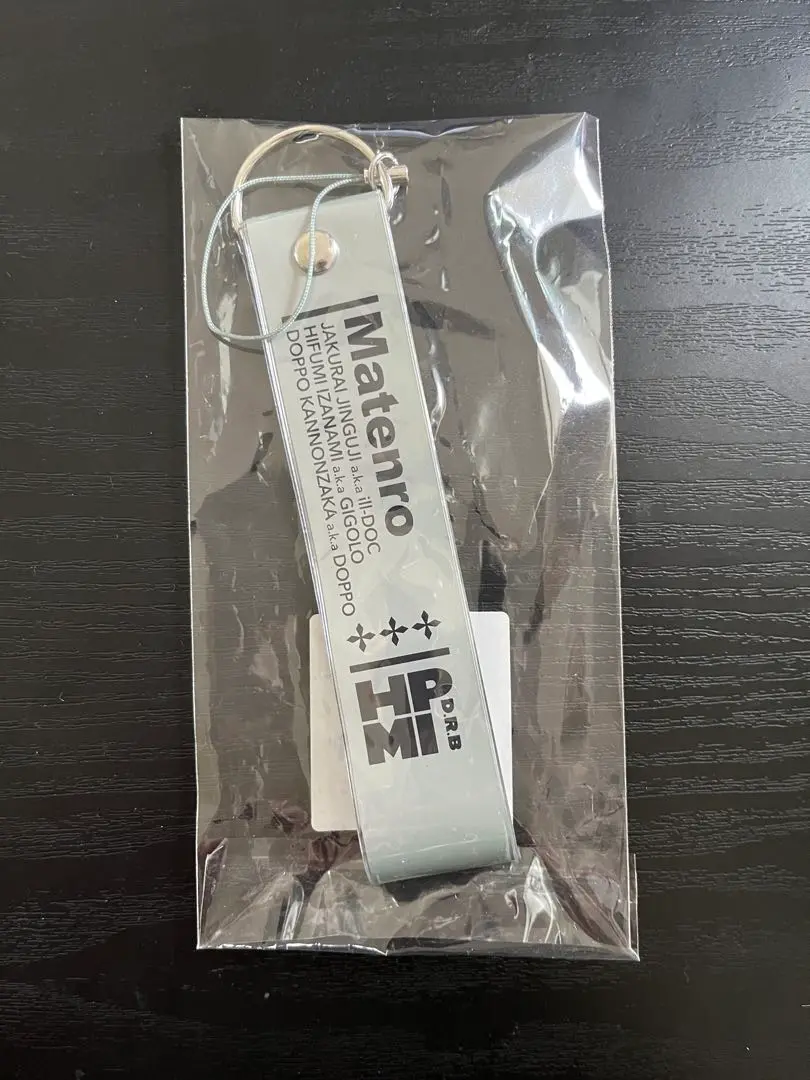 Matenro
JAKURAI JINGUJI a.k.a ill-DOC
HIFUMI IZANAMI a.k.a GIGOLO
DOPPO KANNONZAKA a.k.a DOPPO
HPMI
D.R.B